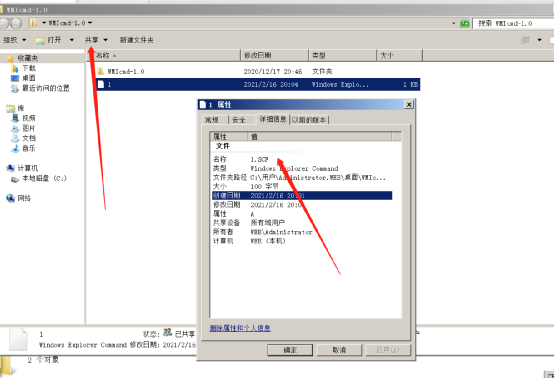 WMIcmd-1.0
WMIcmd-1.0
搜索 WMIcmd-1.0
组织 打开 共享 新建文件夹
收藏夹
下载
桌面
最近访问的位置
库
视频
图片
文档
音乐
计算机
本地磁盘 (C:)
网络
名称 修改日期 类型 大小
WMIcmd-1.0 2020/12/17 20:46 文件夹
1 2021/2/16 20:04 Windows Explo... 1 KB
1 属性
常规 安全 详细信息 以前的版本
属性 值
文件
名称 1.SCF
类型 Windows Explorer Command
文件夹路径 C:\用户\Administrator.WEB\桌面\WMIc...
大小 100 字节
创建日期 2021/2/16 20:01
修改日期 2021/2/16 20:04
属性 A
共享设备 所有域用户
所有者 WEB\Administrator
计算机 WEB (本机)
删除属性和个人信息
确定 取消 应用(A)
1 状态: 已共享
Windows Explorer Command 修改日期: 2021/2/16
2 个对象